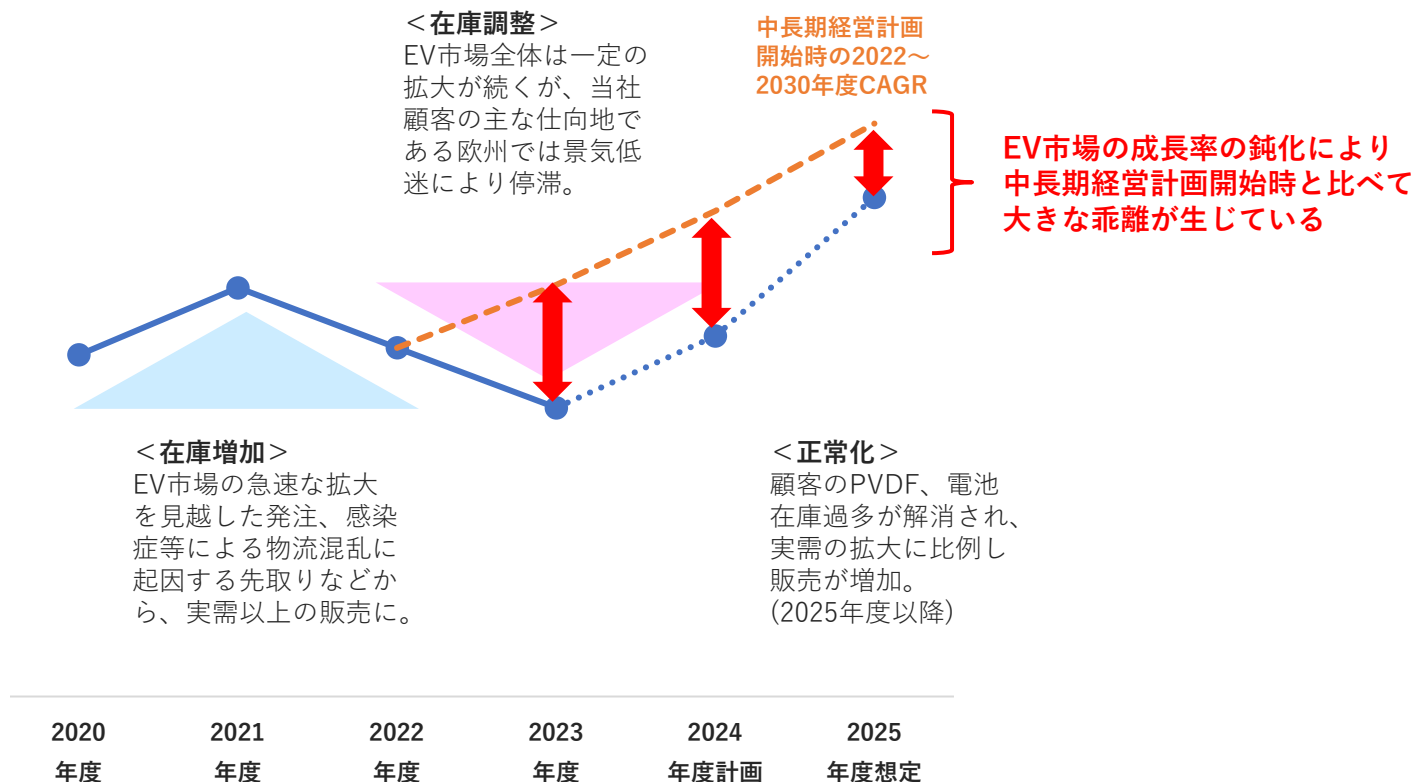 ＜在庫調整＞
EV市場全体は一定の
拡大が続くが、当社
顧客の主な仕向地で
ある欧州では景気低
迷により停滞。
中長期経営計画
開始時の2022～
2030年度CAGR
EV市場の成長率の鈍化により
中長期経営計画開始時と比べて
大きな乖離が生じている
＜在庫増加＞
EV市場の急速な拡大
を見越した発注、感染
症等による物流混乱に
起因する先取りなどか
ら、実需以上の販売に。
＜正常化＞
顧客のPVDF、電池
在庫過多が解消され、
実需の拡大に比例し
販売が増加。
(2025年度以降)
2020
年度
2021
年度
2022
年度
2023
年度
2024
年度計画
2025
年度想定